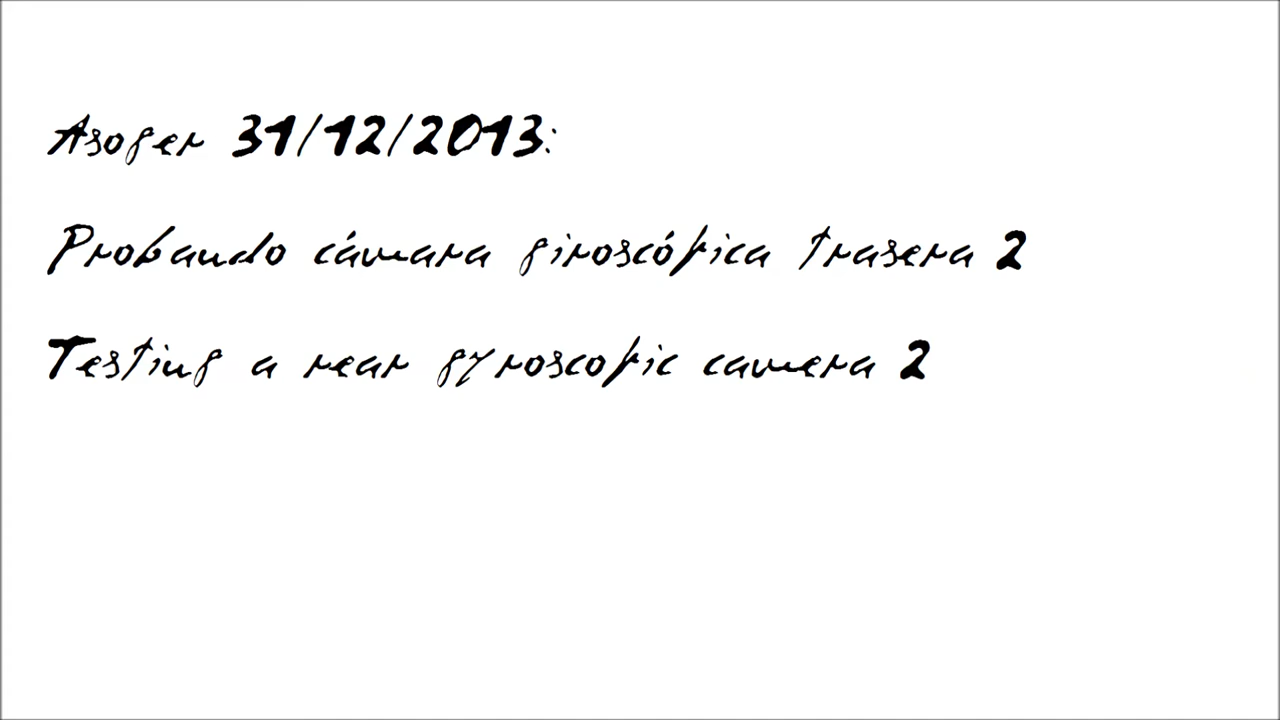 Asoger 31/12/2013:
Probando cámara giroscópica trasera 2
Testing a rear gyroscopic camera 2